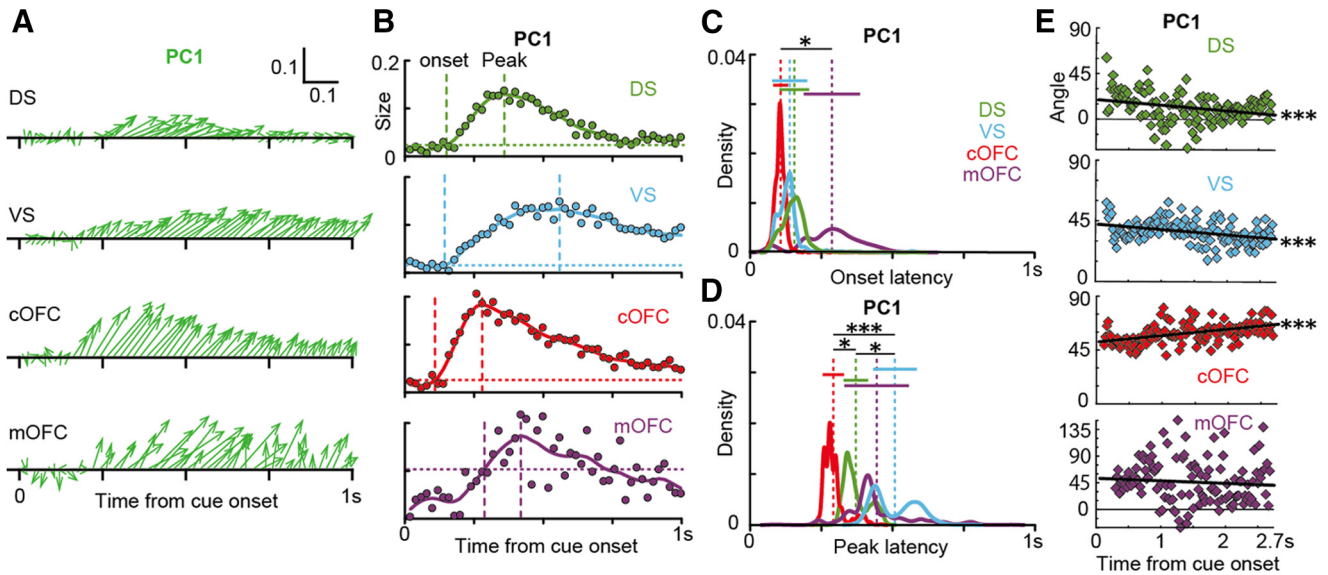 A
PC1
0.1
0.1
DS
VS
cOFC
mOFC
0
Time from cue onset
1s
B
PC1
onset
Peak
0.2
Size
0
DS
VS
cOFC
mOFC
0
Time from cue onset
1s
C
PC1
*
0.04
Density
0
DS
VS
cOFC
mOFC
0
Onset latency
1s
D
PC1
0.04
***
*
*
Density
0
0
Peak latency
1s
E
PC1
90
DS
45
Angle
0
***
90
VS
45
0
***
90
45
0
***
cOFC
135
90
45
0
mOFC
0
1
2
2.7s
Time from cue onset